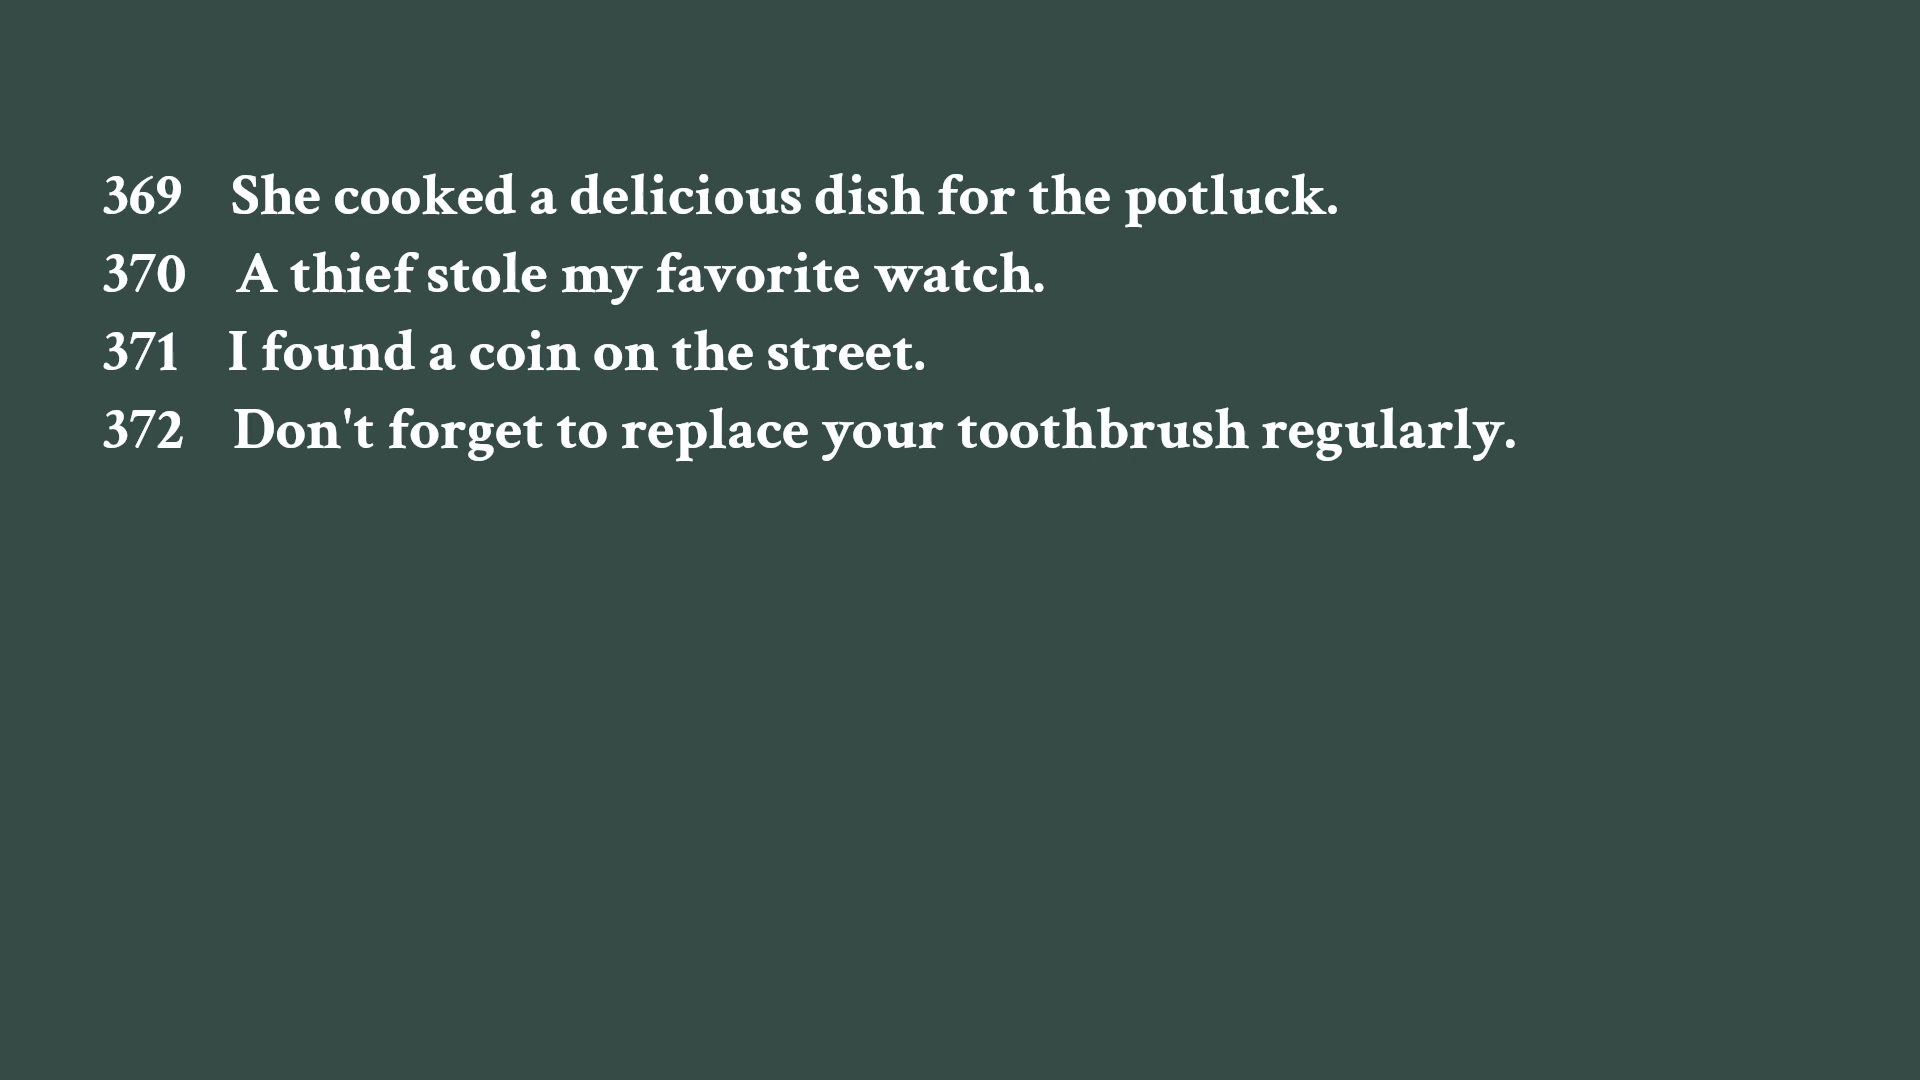 369 She cooked a delicious dish for the potluck.
370 A thief stole my favorite watch.
371 I found a coin on the street.
372 Don't forget to replace your toothbrush regularly.